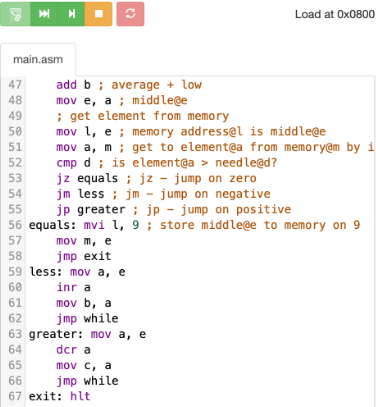 Load at 0x0800
main.asm
47 add b ; average + low
48 mov e, a ; middle@e
49 ; get element from memory
50 mov l, e ; memory address@l is middle@e
51 mov a, m ; get to element@a from memory@m by i
52 cmp d ; is element@a > needle@d?
53 jz equals ; jz – jump on zero
54 jm less ; jm – jump on negative
55 jp greater ; jp – jump on positive
56 equals: mvi l, 9 ; store middle@e to memory on 9
57 mov m, e
58 jmp exit
59 less: mov a, e
60 inr a
61 mov b, a
62 jmp while
63 greater: mov a, e
64 dcr a
65 mov c, a
66 jmp while
67 exit: hlt